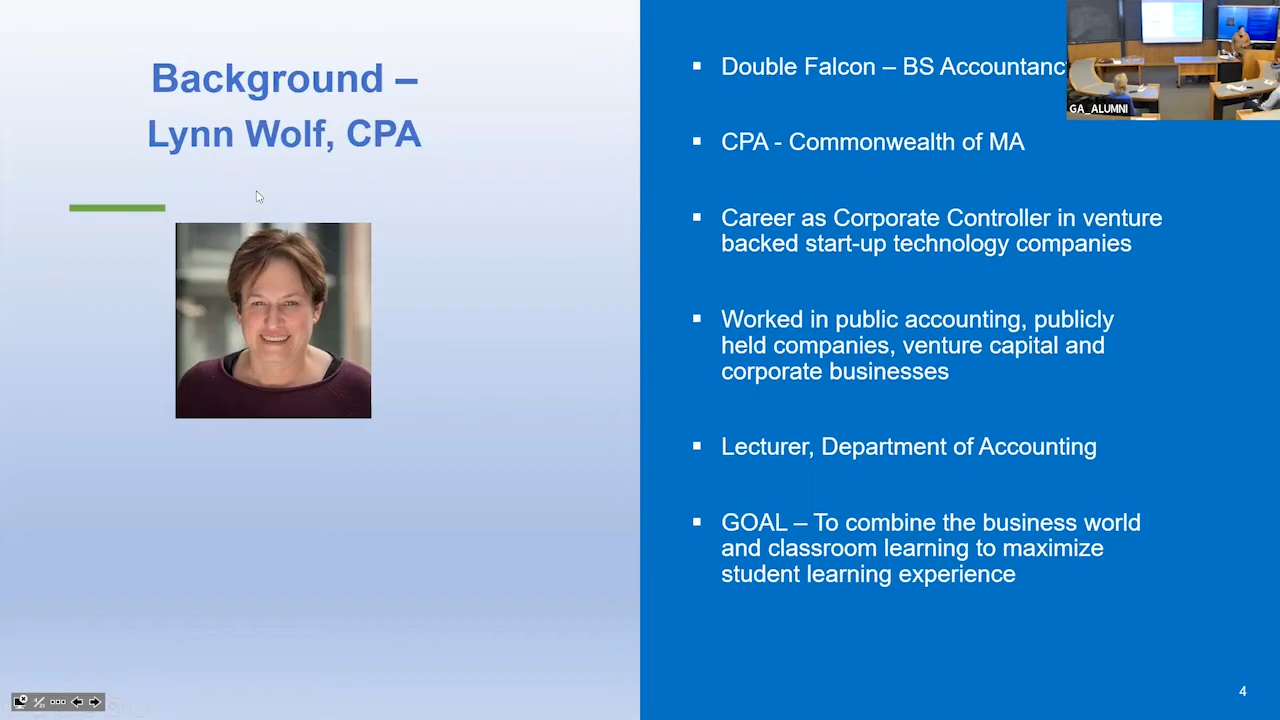 Background –
Lynn Wolf, CPA
Double Falcon – BS Accountanc
CPA - Commonwealth of MA
Career as Corporate Controller in venture
backed start-up technology companies
Worked in public accounting, publicly
held companies, venture capital and
corporate businesses
Lecturer, Department of Accounting
GOAL – To combine the business world
and classroom learning to maximize
student learning experience
GA_ALUMNI
4